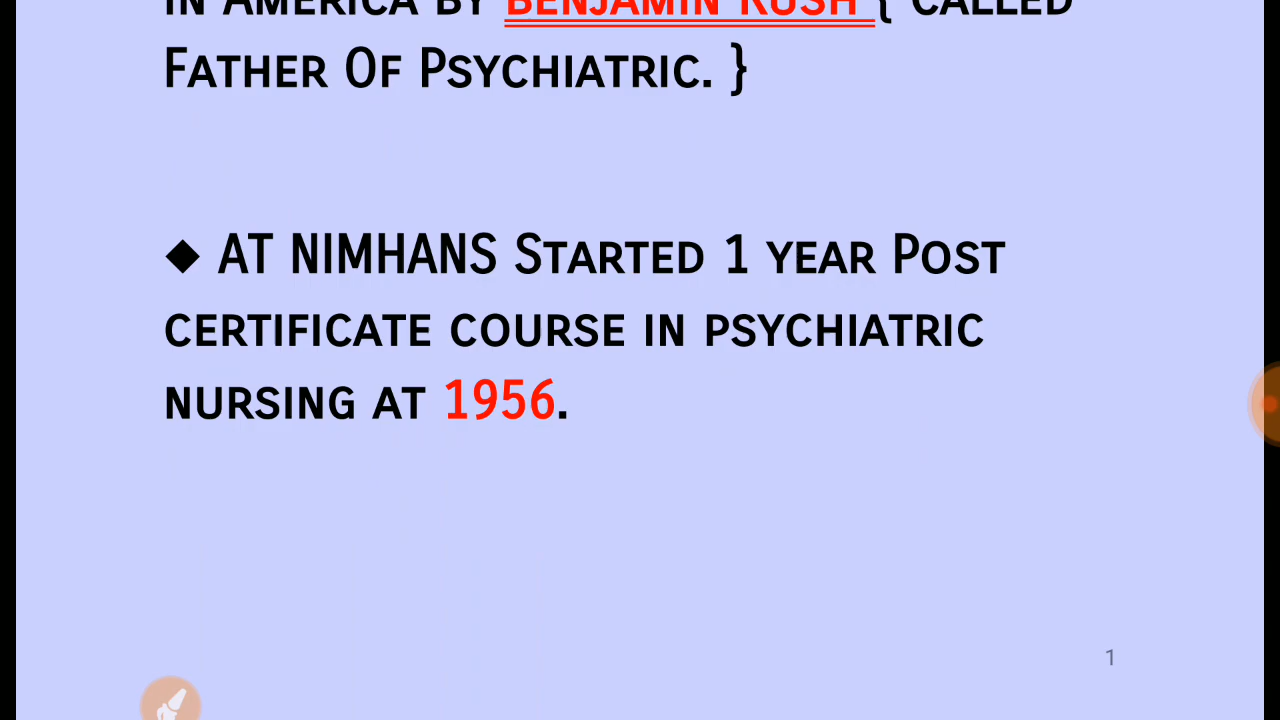 IN AMERICA BY BENJAMIN RUSH { CALLED
FATHER OF PSYCHIATRIC. }
◆ AT NIMHANS STARTED 1 YEAR POST
CERTIFICATE COURSE IN PSYCHIATRIC
NURSING AT 1956.
1